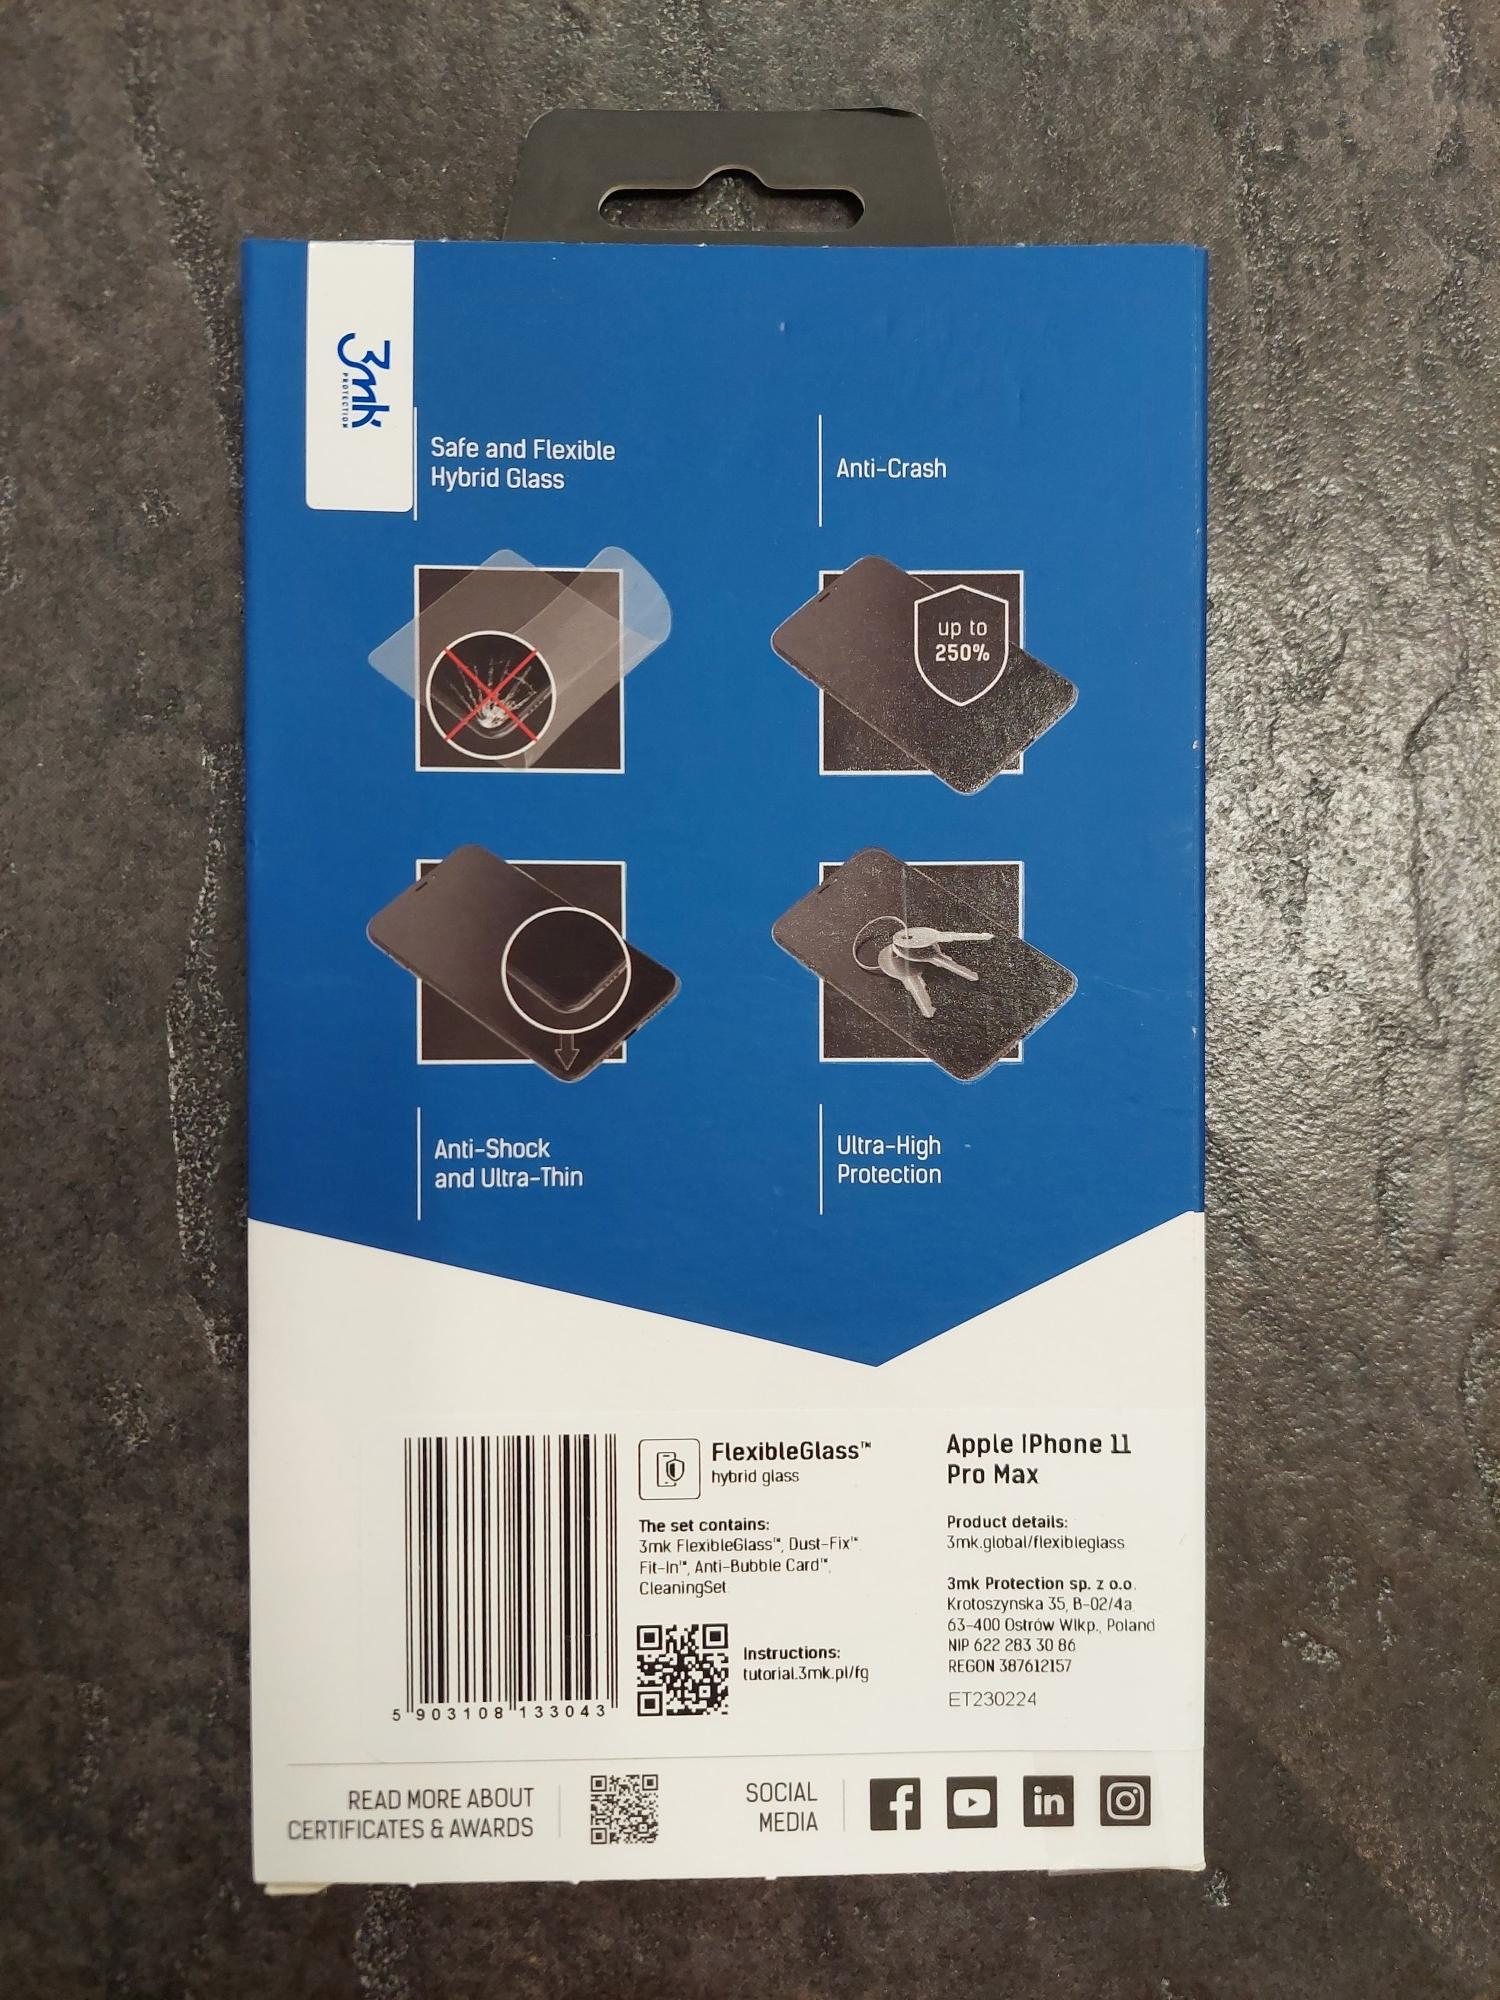 3mk
PROTECTION
Safe and Flexible
Hybrid Glass
Anti-Crash
up to
250%
Anti-Shock
and Ultra-Thin
Ultra-High
Protection
FlexibleGlass™
hybrid glass
The set contains:
3mk FlexibleGlass™, Dust-Fix™
Fit-In™, Anti-Bubble Card™,
CleaningSet
Instructions:
tutorial.3mk.pl/fg
5 903108 133043
Apple IPhone 11
Pro Max
Product details:
3mk.global/flexibleglass
3mk Protection sp. z o.o.
Krotoszynska 35, B-02/4a
63-400 Ostrów Wlkp., Poland
NIP 622 283 30 86
REGON 387612157
ET230224
READ MORE ABOUT
CERTIFICATES & AWARDS
SOCIAL
MEDIA
f
in